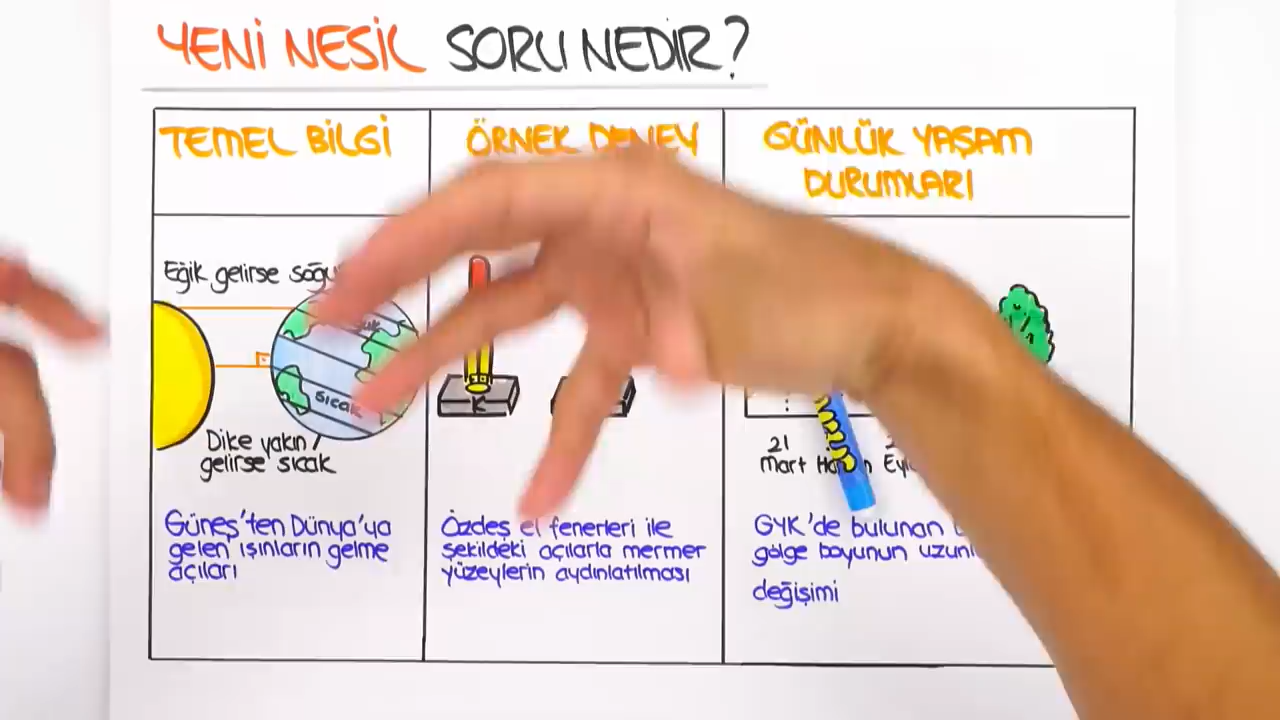 YENİ NESİL SORU NEDİR?
TEMEL BİLGİ
Eğik gelirse
Sıcak
Dike yakın
gelirse sıcak
Güneş'ten Dünya'ya
gelen ışınların gelme
açıları
ÖRNEK DENEY
K
Özdeş el fenerleri ile
şekildeki açılarla mermer
yüzeylerin aydınlatılması
GÜNLÜK YAŞAM
DURUMLARI
21
Mart
GYK'de bulunan
gölge boyunun
değişimi